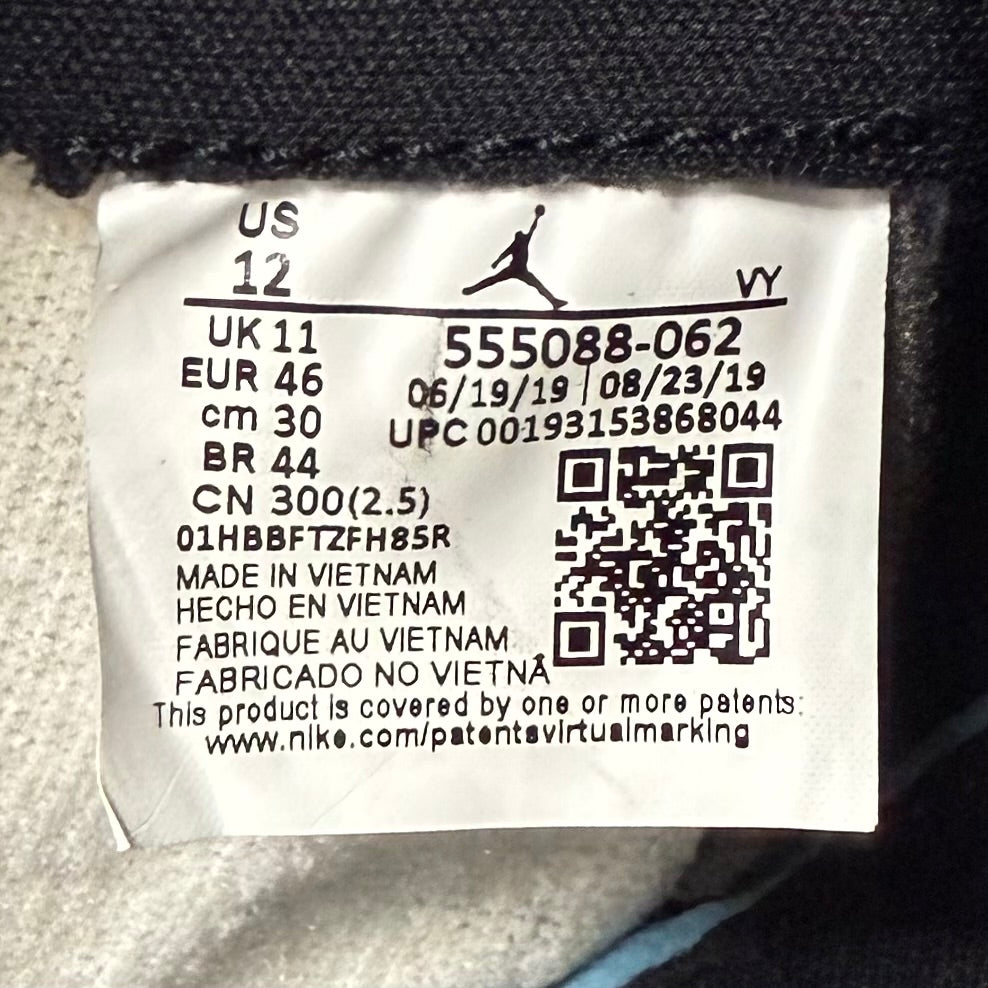 US
12
VY
UK 11
EUR 46
cm 30
BR 44
CN 300(2.5)
555088-062
06/19/19 | 08/23/19
UPC 00193153868044
01HBBFTZFH85R
MADE IN VIETNAM
HECHO EN VIETNAM
FABRIQUE AU VIETNAM
FABRICADO NO VIETNÃ
This product is covered by one or more patents:
www.nike.com/patentsvirtualmarking